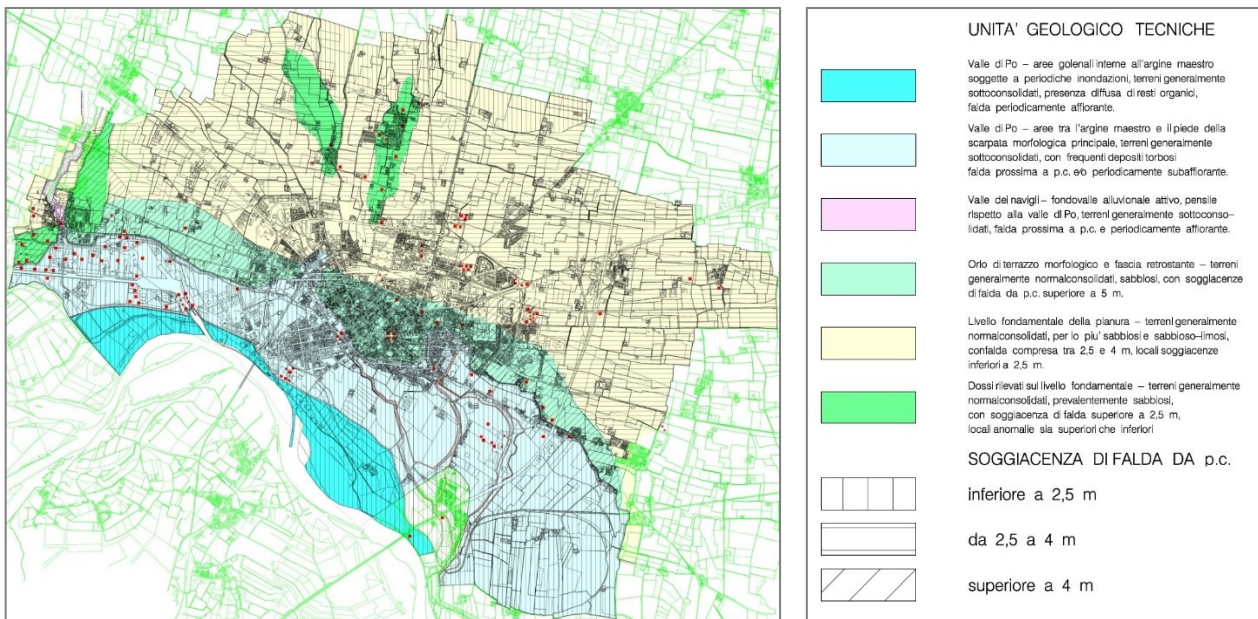 UNITA' GEOLOGICO TECNICHE
Valle di Po – aree golenali interne all'argine maestro
soggette a periodiche inondazioni, terreni generalmente
sottoconsolidati, presenza diffusa di resti organici,
falda periodicamente affiorante.
Valle di Po – aree tra l'argine maestro e il piede della
scarpata morfologica principale, terreni generalmente
sottoconsolidati, con frequenti depositi torbosi
falda prossima a p.c. e/o periodicamente subaffiorante.
Valle dei navigli – fondovalle alluvionale attivo, pensile
rispetto alla valle di Po, terreni generalmente sottoconso–
lidati, falda prossima a p.c. e periodicamente affiorante.
Orlo di terrazzo morfologico e fascia retrostante – terreni
generalmente normalconsolidati, sabbiosi, con soggiacenze
di falda da p.c. superiore a 5 m.
Livello fondamentale della pianura – terreni generalmente
normalconsolidati, per lo piu' sabbiosi e sabbioso–limosi,
confalda compresa tra 2,5 e 4 m, locali soggiacenze
inferiori a 2,5 m.
Dossi rilevati sul livello fondamentale – terreni generalmente
normalconsolidati, prevalentemente sabbiosi,
con soggiacenza di falda superiore a 2,5 m,
locali anomalie sia superiori che inferiori
SOGGIACENZA DI FALDA DA p.c.
inferiore a 2,5 m
da 2,5 a 4 m
superiore a 4 m